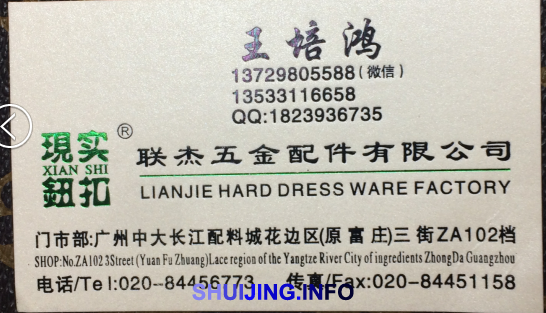 王培鸿
13729805588(微信)
13533116658
QQ:1823936735
現实 ®
XIAN SHI
鈕扣
联杰五金配件有限公司
LIANJIE HARD DRESS WARE FACTORY
门市部:广州中大长江配料城花边区(原富庄)三街ZA102档
SHOP:No.ZA102 3Street (Yuan Fu Zhuang)Lace region of the Yangtze River City of ingredients ZhongDa Guangzhou
电话/Tel:020-84456773 传真/Fax:020-84451158
SHUIJING.INFO